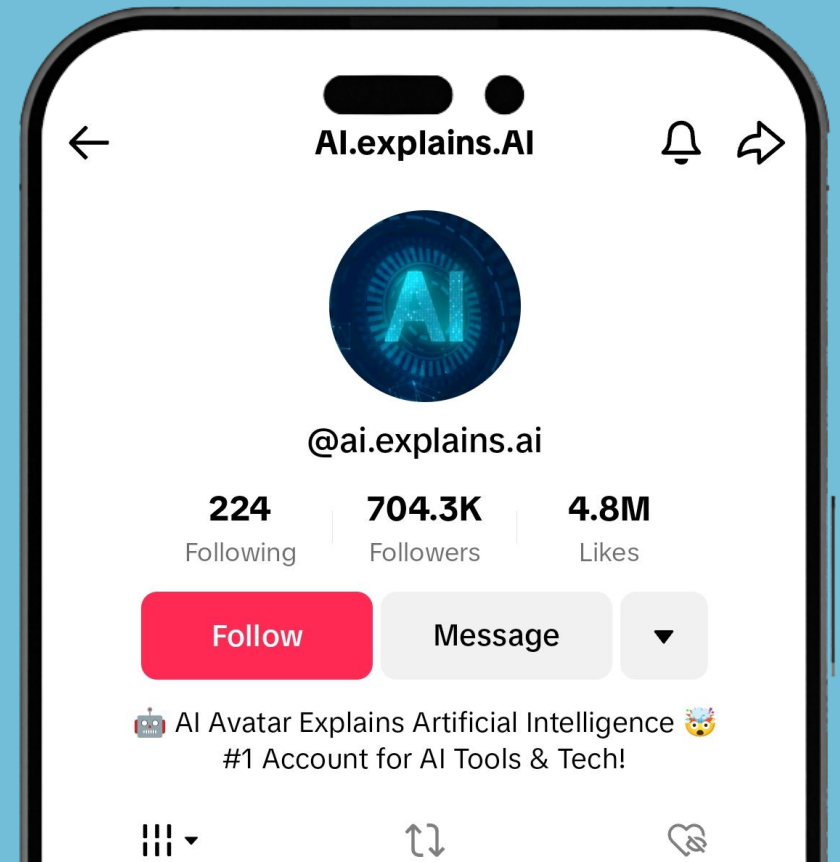 AI.explains.AI
AI
@ai.explains.ai
224 704.3K 4.8M
Following Followers Likes
Follow Message
🤖 AI Avatar Explains Artificial Intelligence 🤯
#1 Account for AI Tools & Tech!